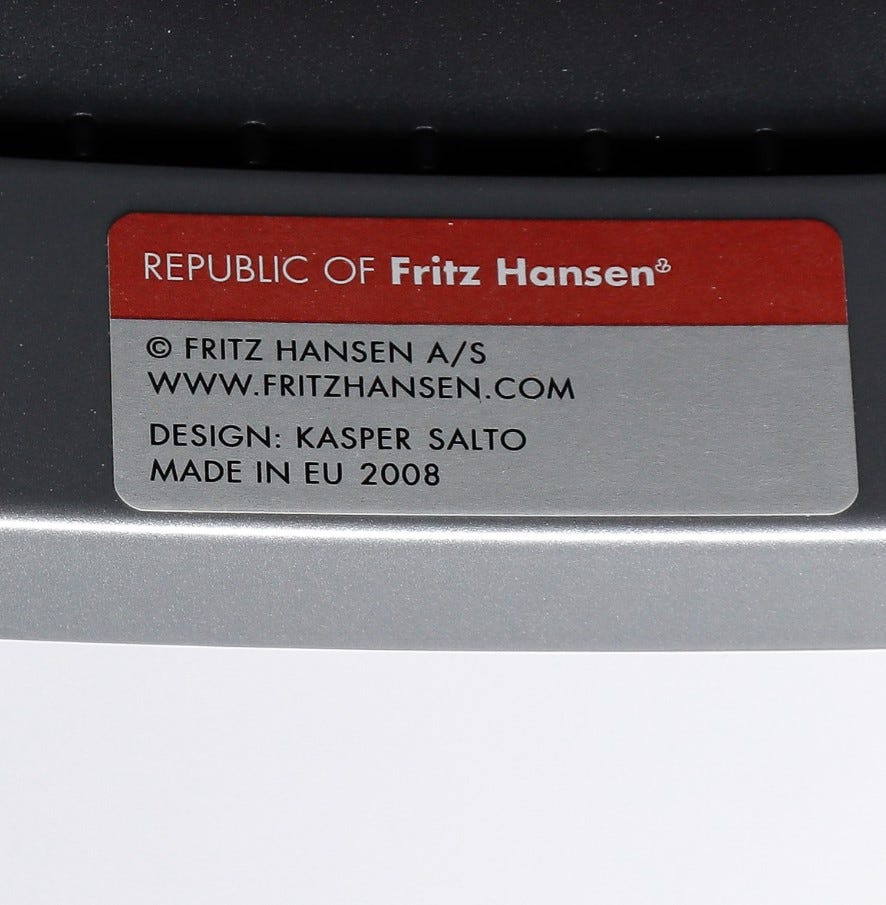 REPUBLIC OF Fritz Hansen
© FRITZ HANSEN A/S
WWW.FRITZHANSEN.COM
DESIGN: KASPER SALTO
MADE IN EU 2008